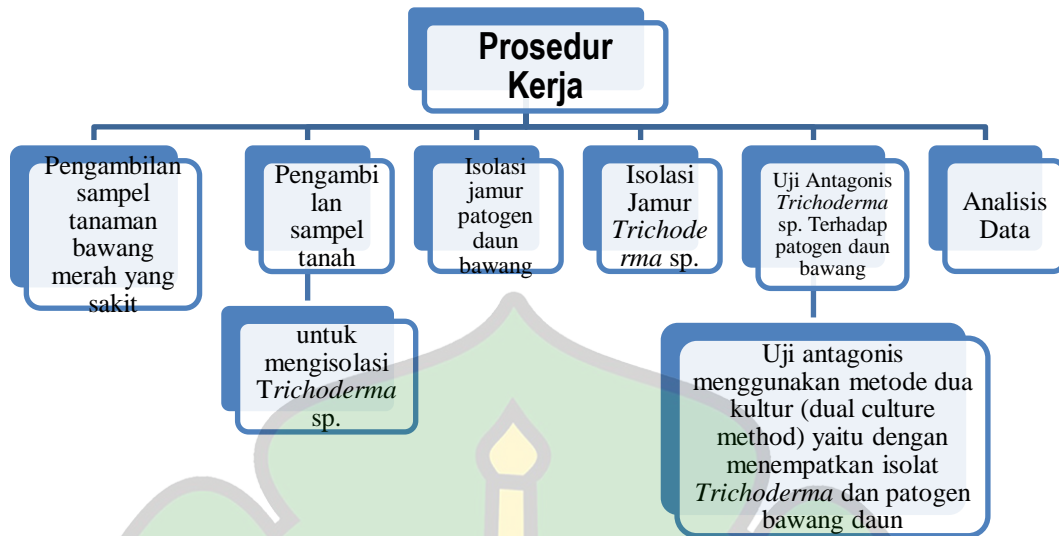 Prosedur
Kerja
Pengambilan
sampel
tanaman
bawang
merah yang
sakit
Pengambi
lan
sampel
tanah
Isolasi
jamur
patogen
daun
bawang
Isolasi
Jamur
Trichode
rma sp.
Uji Antagonis
Trichoderma
sp. Terhadap
patogen daun
bawang
Analisis
Data
untuk
mengisolasi
Trichoderma
sp.
Uji antagonis
menggunakan metode dua
kultur (dual culture
method) yaitu dengan
menempatkan isolat
Trichoderma dan patogen
bawang daun